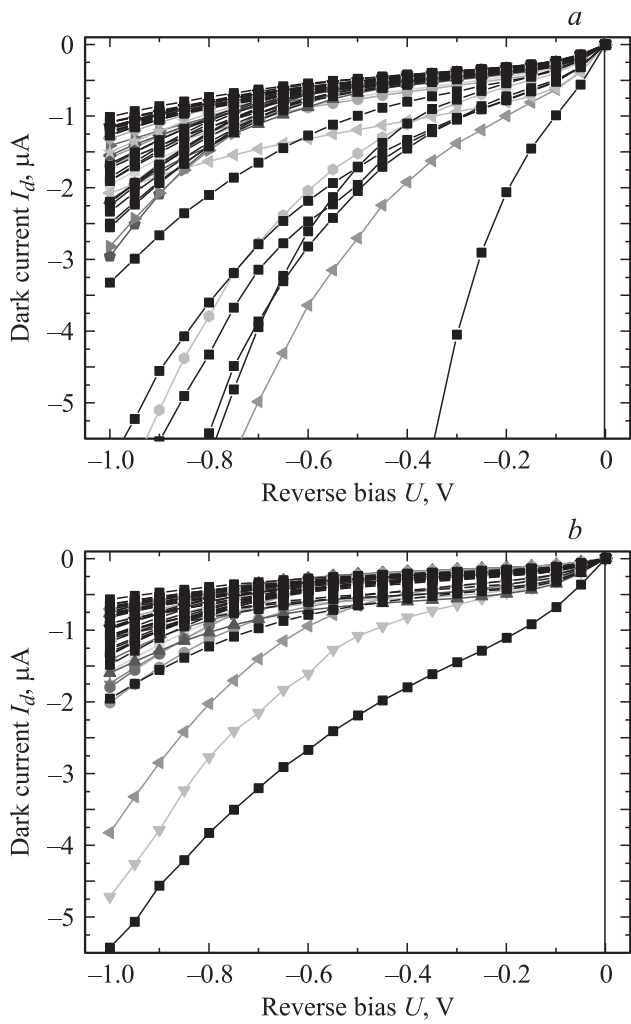 a
0
–1
–2
–3
–4
–5
Dark current I_d, μA
–1.0 –0.8 –0.6 –0.4 –0.2 0
Reverse bias U, V
b
0
–1
–2
–3
–4
–5
Dark current I_d, μA
–1.0 –0.8 –0.6 –0.4 –0.2 0
Reverse bias U, V